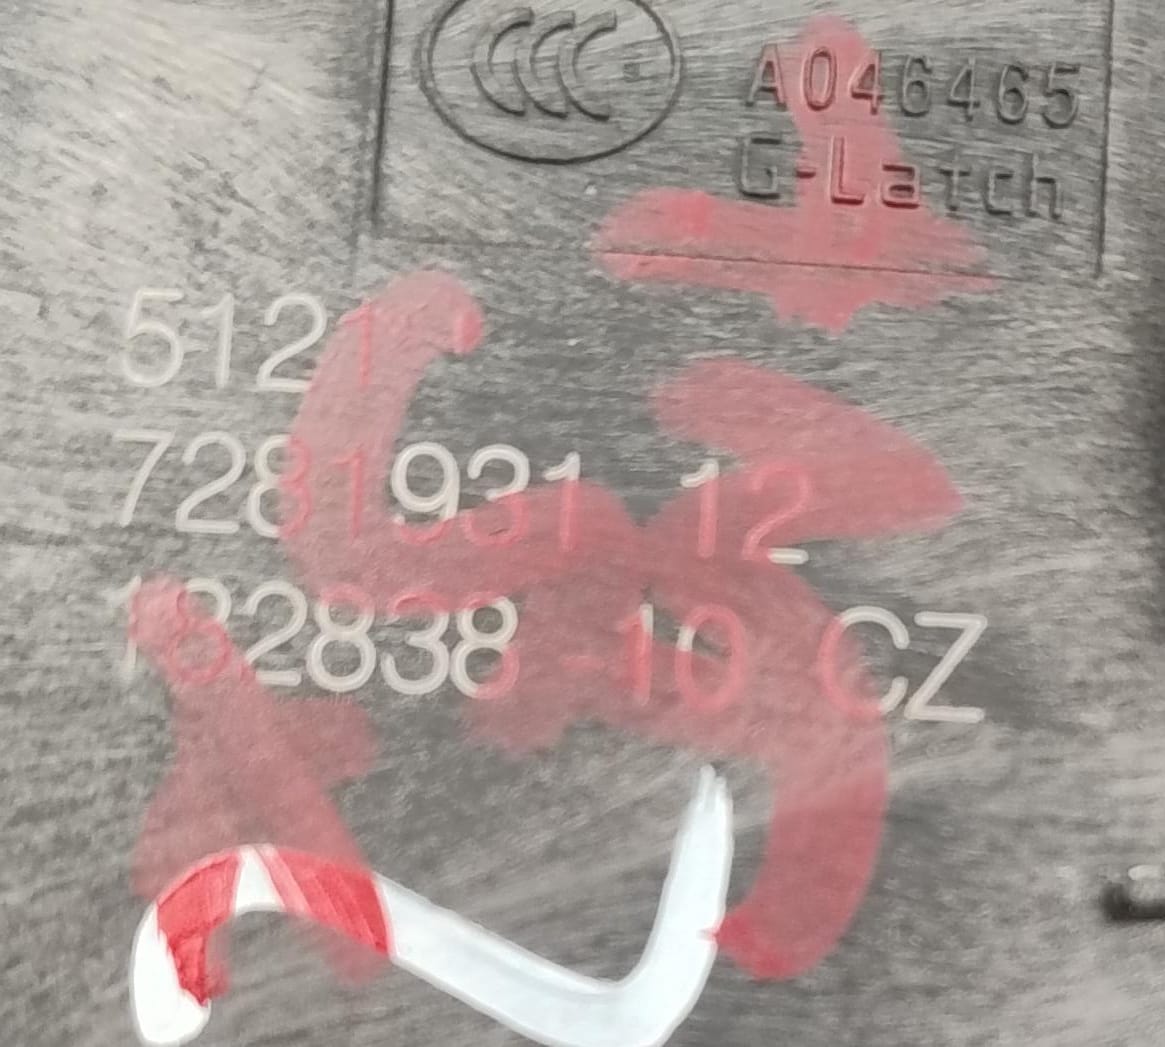 CCC S
A046465
G-Latch
5121
7281931 12
182838 -10 CZ